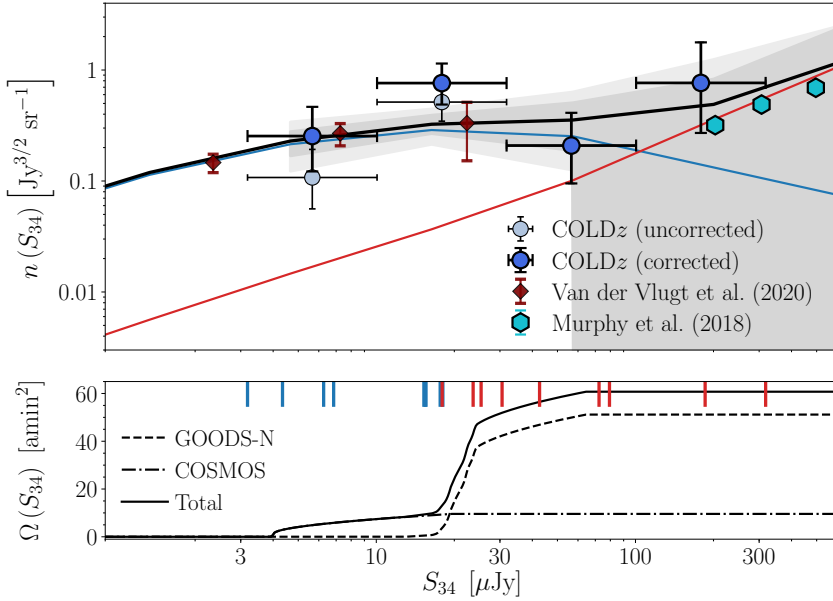 n (S₃₄) [Jy³ᐟ² sr⁻¹]
1
0.1
0.01
COLDz (uncorrected)
COLDz (corrected)
Van der Vlugt et al. (2020)
Murphy et al. (2018)
Ω (S₃₄) [amin²]
60
40
20
0
GOODS-N
COSMOS
Total
3 10 30 100 300
S₃₄ [μJy]